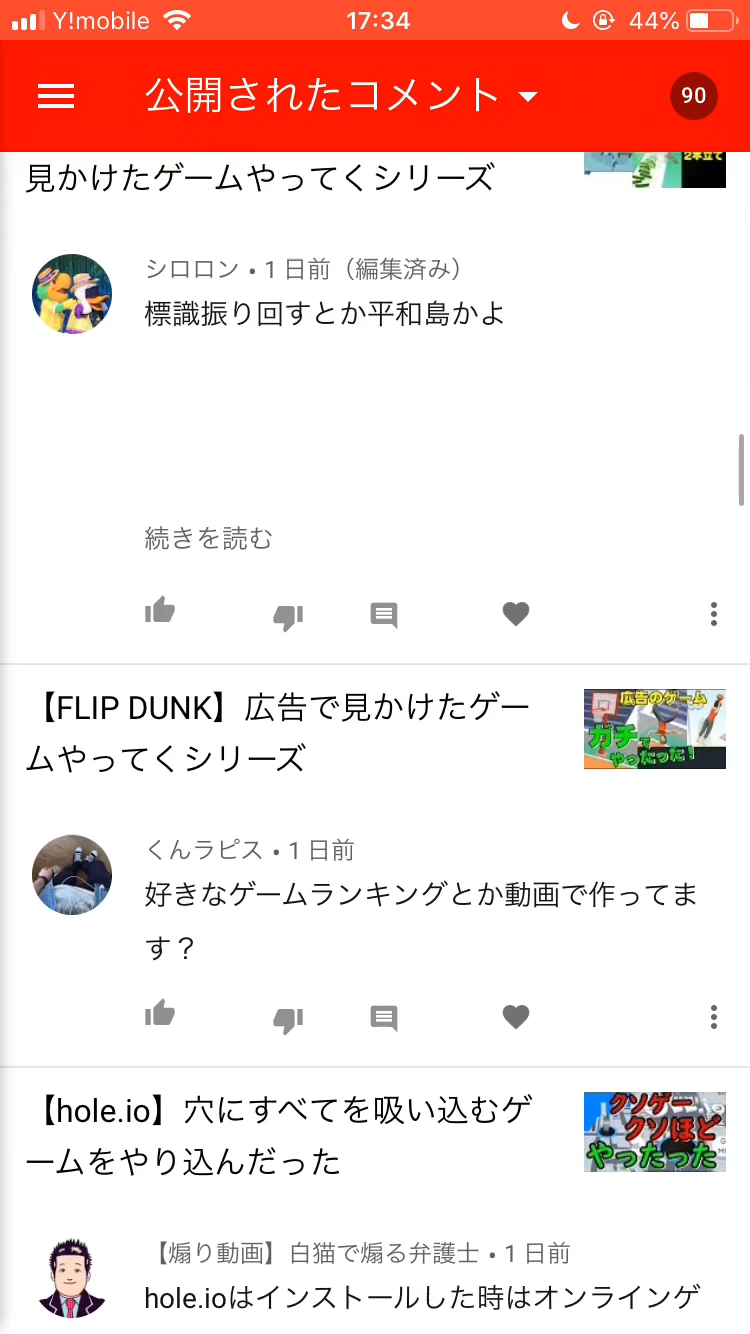 Y!mobile 17:34 44%
公開されたコメント 90
2本立て
見かけたゲームやってくシリーズ
シロロン • 1 日前（編集済み）
標識振り回すとか平和島かよ
続きを読む
【FLIP DUNK】広告で見かけたゲー
ムやってくシリーズ
広告のゲーム
ガチで
やったった！
くんラピス • 1 日前
好きなゲームランキングとか動画で作ってま
す？
【hole.io】穴にすべてを吸い込むゲ
ームをやり込んだった
クソゲー
クソほど
やったった
【煽り動画】白猫で煽る弁護士 • 1 日前
hole.ioはインストールした時はオンラインゲ